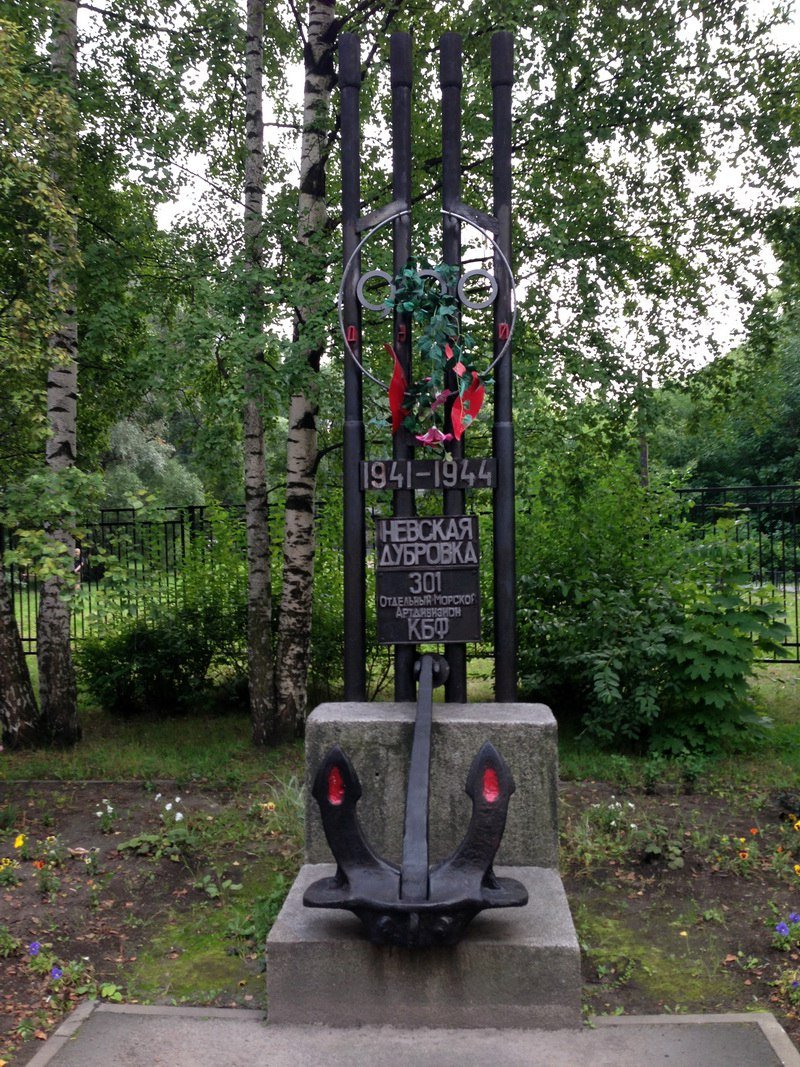 1941-1944
НЕВСКАЯ
ДУБРОВКА
301
ОТДЕЛЬНЫЙ МОРСКОЙ
АРТДИВИЗИОН
КБФ